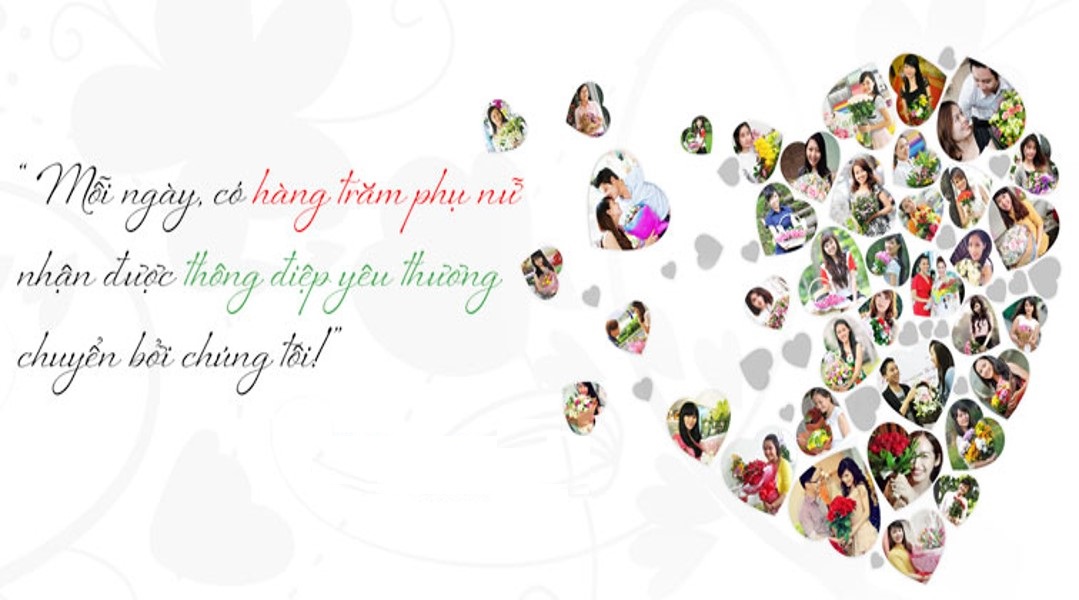 “Mỗi ngày, có hàng trăm phụ nữ
nhận được thông điệp yêu thương
chuyển bởi chúng tôi!”